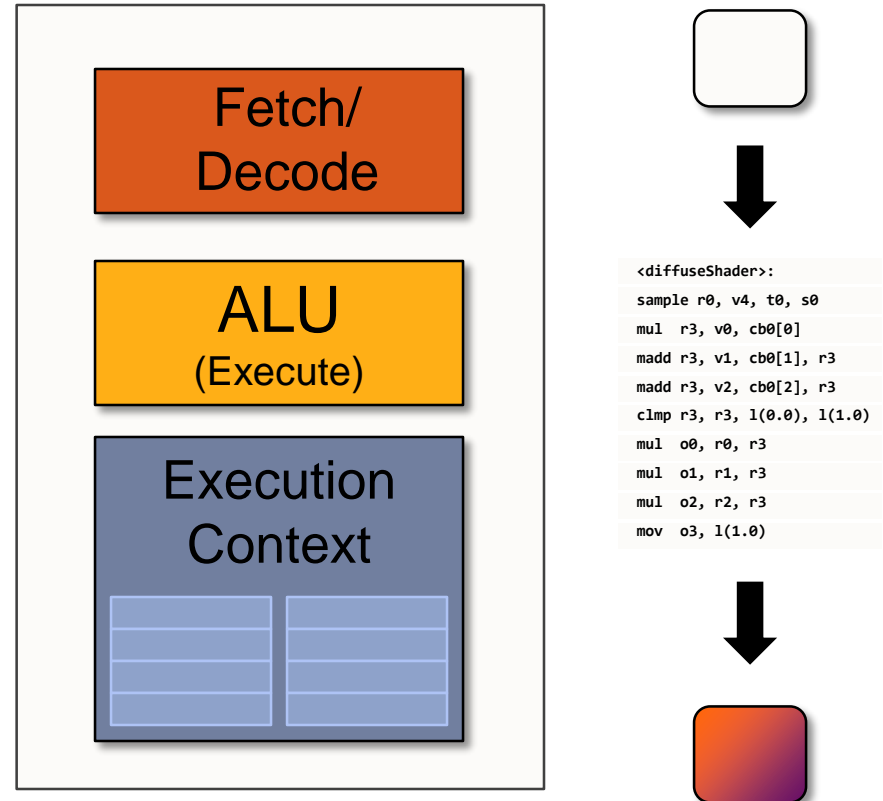 Fetch/
Decode
ALU
(Execute)
Execution
Context
<diffuseShader>:
sample r0, v4, t0, s0
mul  r3, v0, cb0[0]
madd r3, v1, cb0[1], r3
madd r3, v2, cb0[2], r3
clmp r3, r3, l(0.0), l(1.0)
mul  o0, r0, r3
mul  o1, r1, r3
mul  o2, r2, r3
mov  o3, l(1.0)